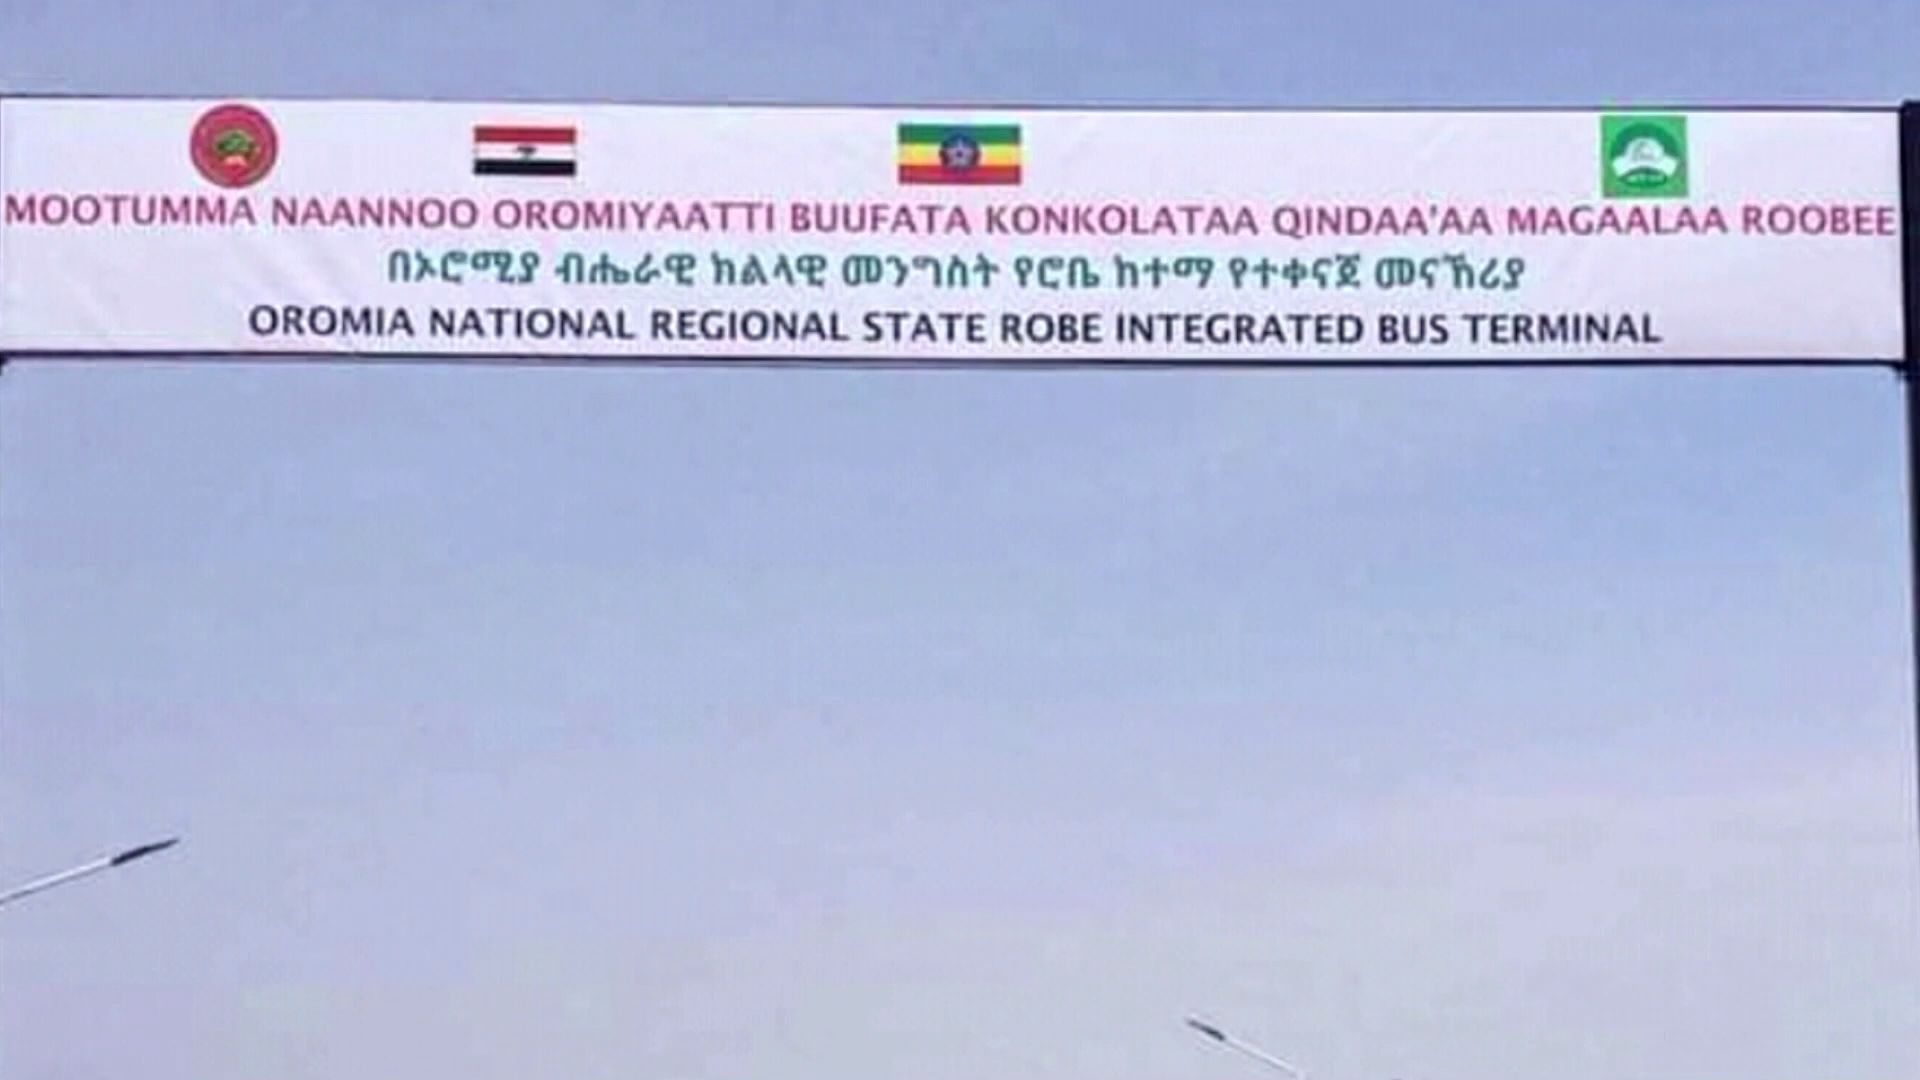 MOOTUMMA NAANNOO OROMIYAATTI BUUFATA KONKOLATAA QINDAA'AA MAGAALAA ROOBEE
በኦሮሚያ ብሔራዊ ክልላዊ መንግስት የሮቤ ከተማ የተቀናጀ መናኸሪያ
OROMIA NATIONAL REGIONAL STATE ROBE INTEGRATED BUS TERMINAL